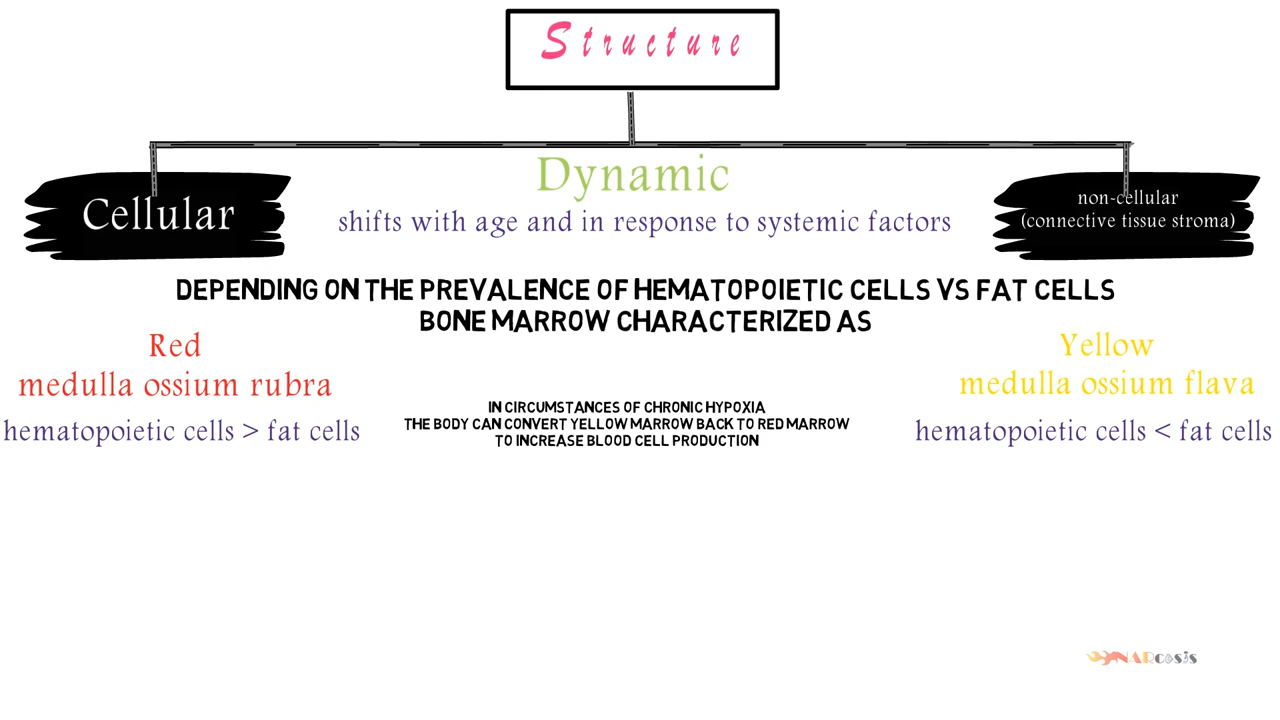 Structure
Dynamic
Cellular
shifts with age and in response to systemic factors
non-cellular
(connective tissue stroma)
DEPENDING ON THE PREVALENCE OF HEMATOPOIETIC CELLS VS FAT CELLS
BONE MARROW CHARACTERIZED AS
Red
medulla ossium rubra
hematopoietic cells > fat cells
IN CIRCUMSTANCES OF CHRONIC HYPOXIA
THE BODY CAN CONVERT YELLOW MARROW BACK TO RED MARROW
TO INCREASE BLOOD CELL PRODUCTION
Yellow
medulla ossium flava
hematopoietic cells < fat cells
NARcosis